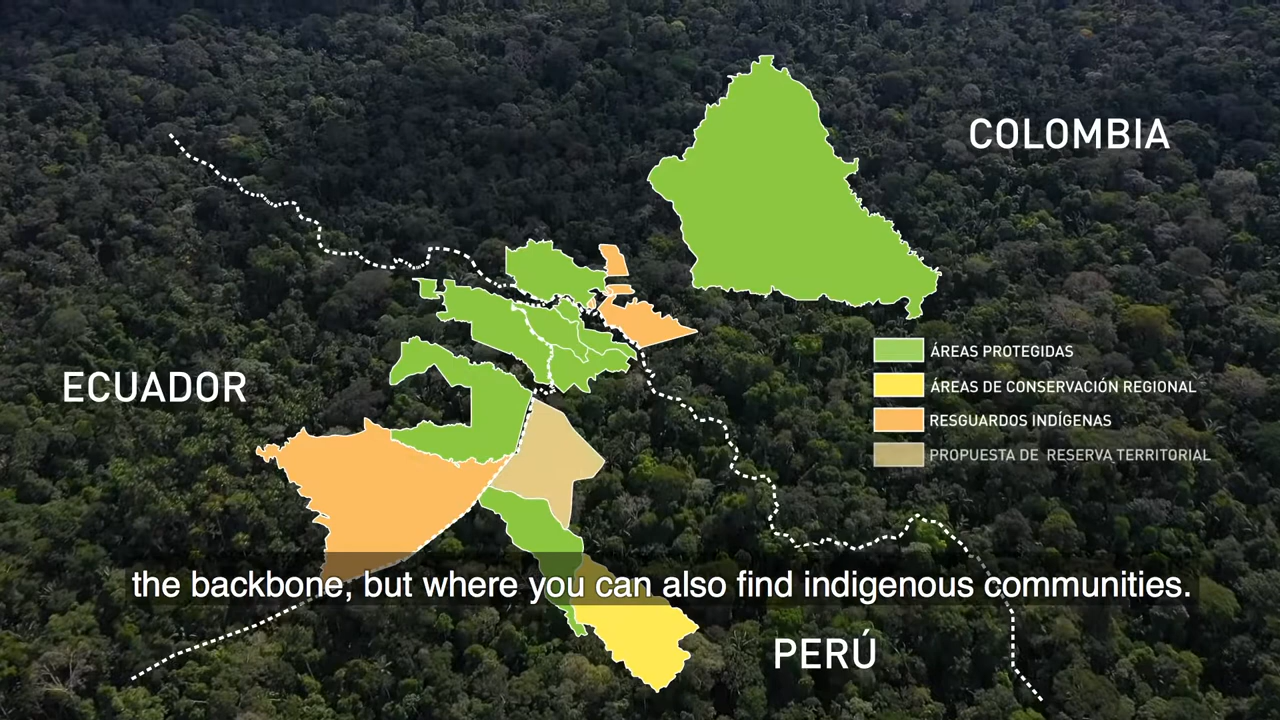 COLOMBIA
ECUADOR
ÁREAS PROTEGIDAS
ÁREAS DE CONSERVACIÓN REGIONAL
RESGUARDOS INDÍGENAS
PROPUESTA DE RESERVA TERRITORIAL
the backbone, but where you can also find indigenous communities.
PERÚ